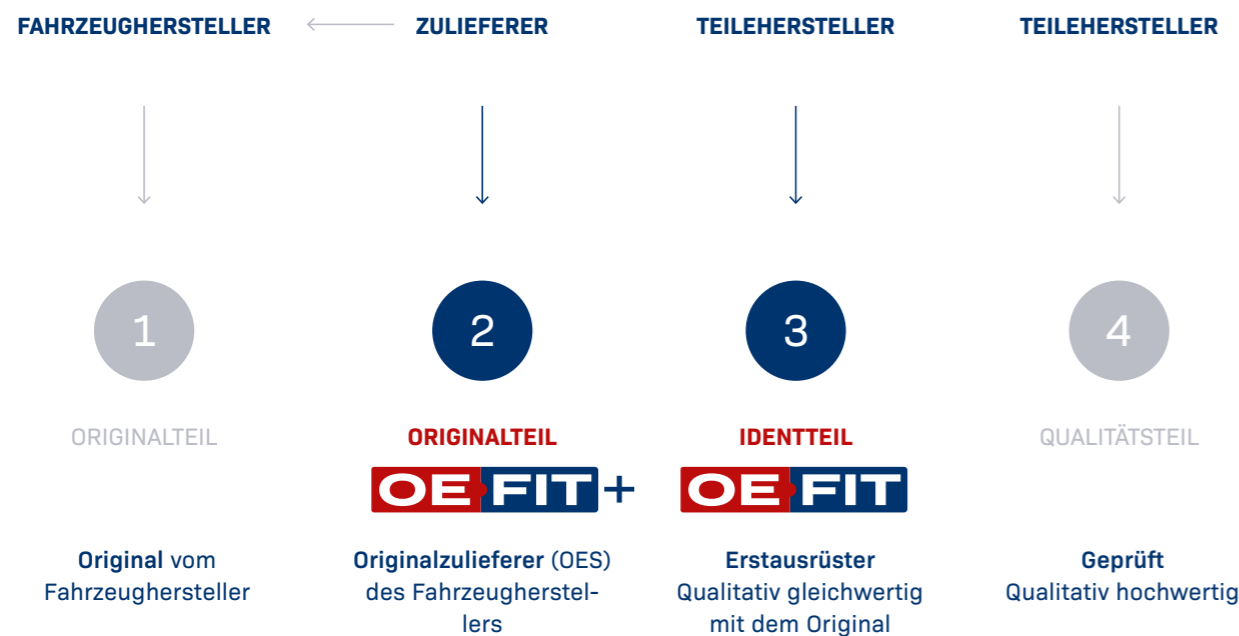 FAHRZEUGHERSTELLER
ZULIEFERER
TEILEHERSTELLER
TEILEHERSTELLER
1
2
3
4
ORIGINALTEIL
ORIGINALTEIL
IDENTTEIL
QUALITÄTSTEIL
OE FIT+
OE FIT
Original vom
Fahrzeughersteller
Originalzulieferer (OES)
des Fahrzeugherstel-
lers
Erstausrüster
Qualitativ gleichwertig
mit dem Original
Geprüft
Qualitativ hochwertig